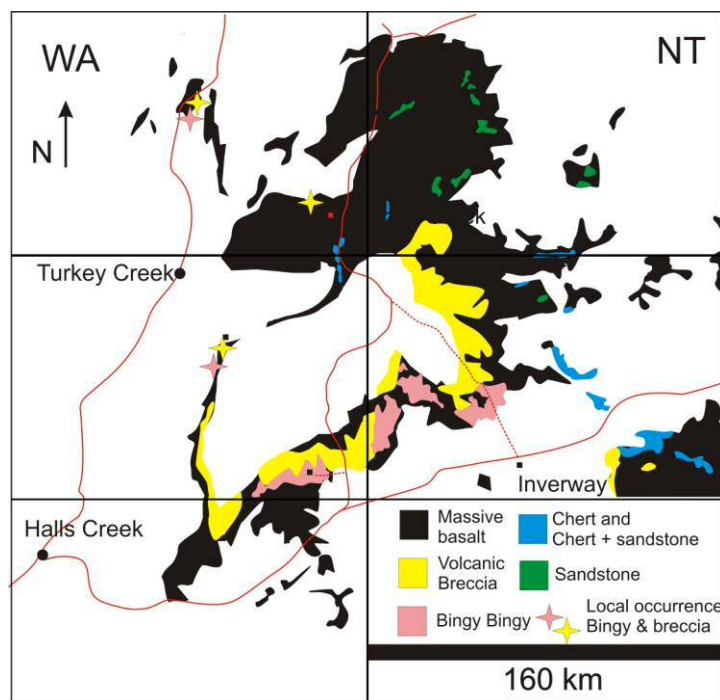 WA
NT
N
Turkey Creek
Inverway
Halls Creek
Massive
basalt
Chert and
Chert + sandstone
Volcanic
Breccia
Sandstone
Bingy Bingy
Local occurrence
Bingy & breccia
160 km